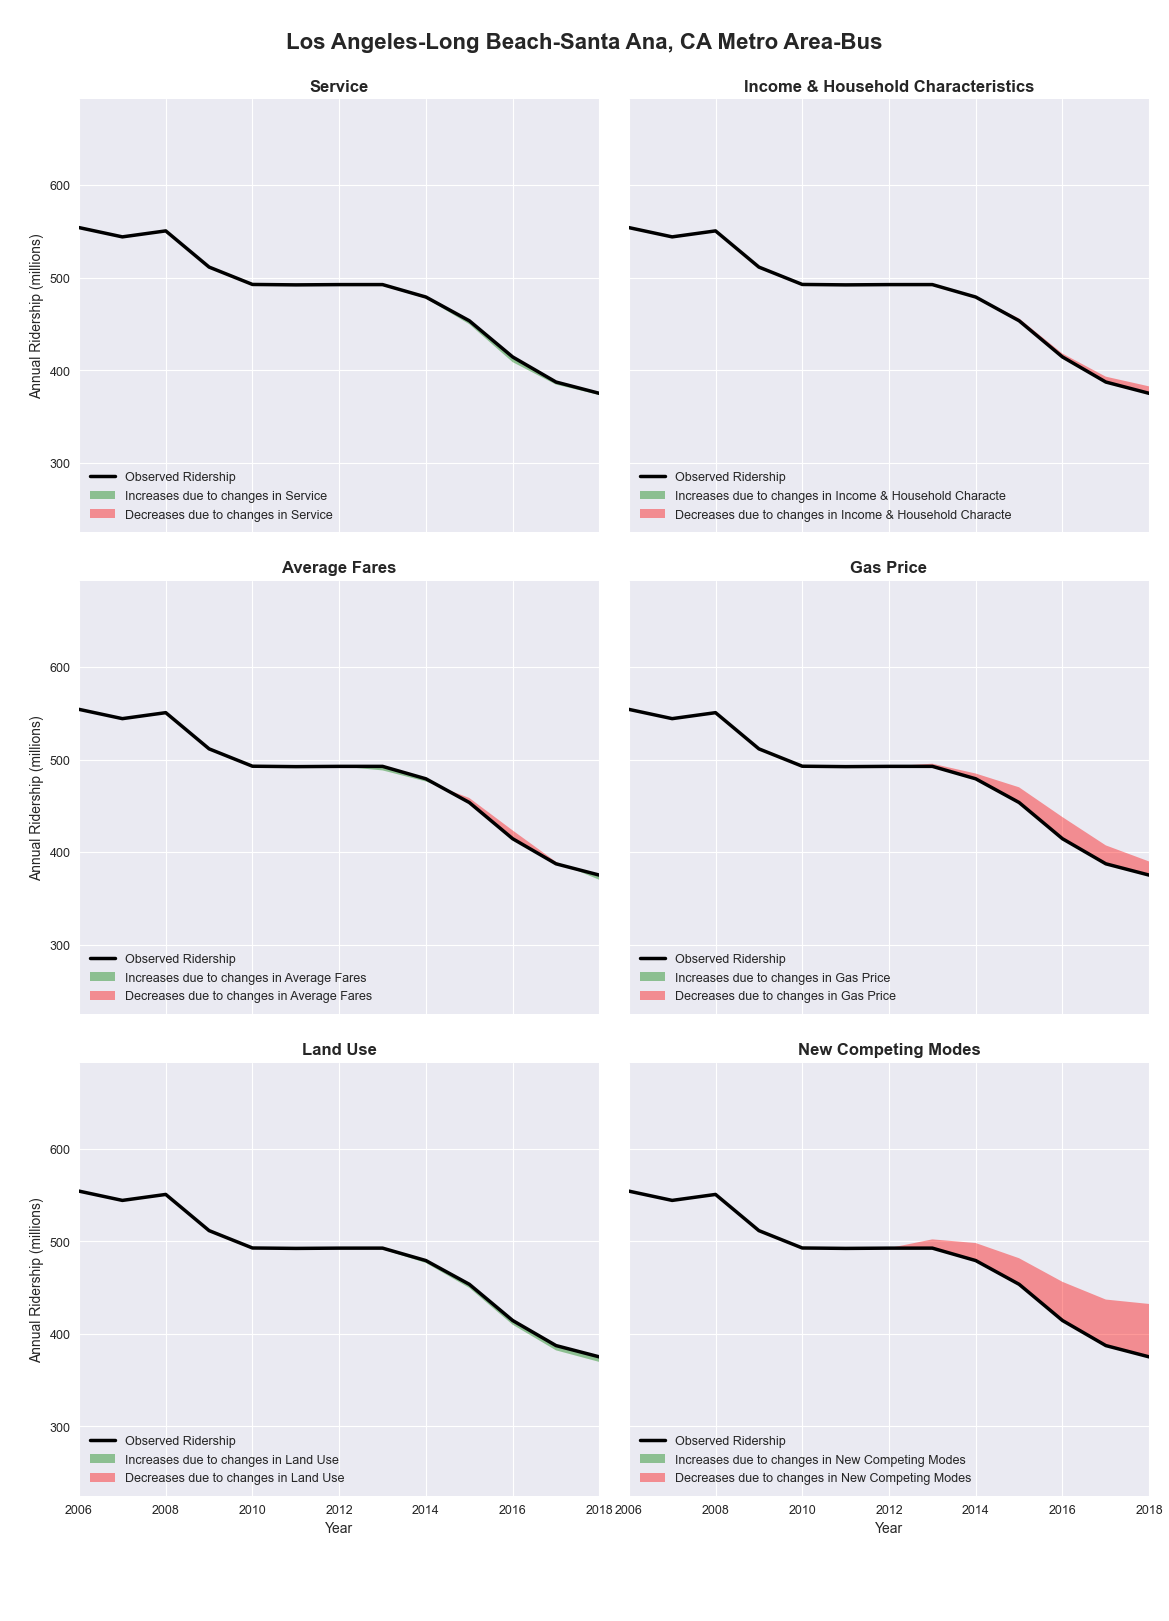 Los Angeles-Long Beach-Santa Ana, CA Metro Area-Bus
Service
Income & Household Characteristics
600
500
400
300
Annual Ridership (millions)
Observed Ridership
Increases due to changes in Service
Decreases due to changes in Service
Observed Ridership
Increases due to changes in Income & Household Characte
Decreases due to changes in Income & Household Characte
Average Fares
Gas Price
600
500
400
300
Annual Ridership (millions)
Observed Ridership
Increases due to changes in Average Fares
Decreases due to changes in Average Fares
Observed Ridership
Increases due to changes in Gas Price
Decreases due to changes in Gas Price
Land Use
New Competing Modes
600
500
400
300
Annual Ridership (millions)
Observed Ridership
Increases due to changes in Land Use
Decreases due to changes in Land Use
Observed Ridership
Increases due to changes in New Competing Modes
Decreases due to changes in New Competing Modes
2006 2008 2010 2012 2014 2016 2018
2006 2008 2010 2012 2014 2016 2018
Year
Year